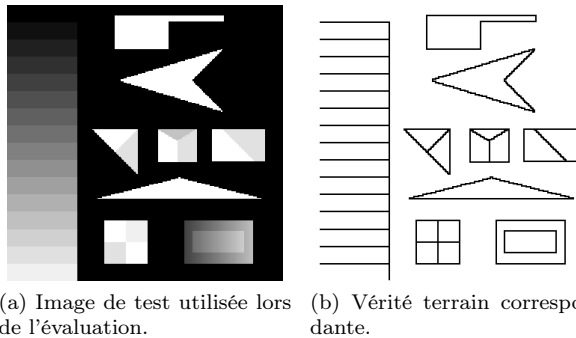 (a) Image de test utilisée lors
de l'évaluation.
(b) Vérité terrain correspo
dante.